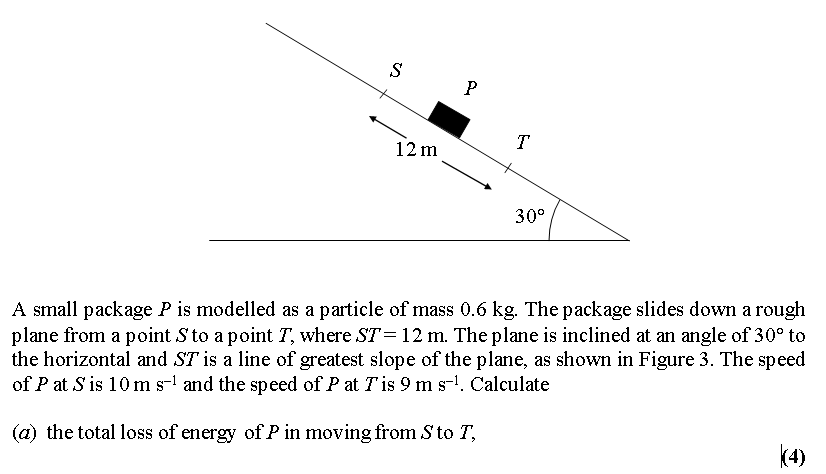 S
P
T
12 m
30°
A small package P is modelled as a particle of mass 0.6 kg. The package slides down a rough
plane from a point S to a point T, where ST = 12 m. The plane is inclined at an angle of 30° to
the horizontal and ST is a line of greatest slope of the plane, as shown in Figure 3. The speed
of P at S is 10 m s⁻¹ and the speed of P at T is 9 m s⁻¹. Calculate
(a) the total loss of energy of P in moving from S to T,
(4)